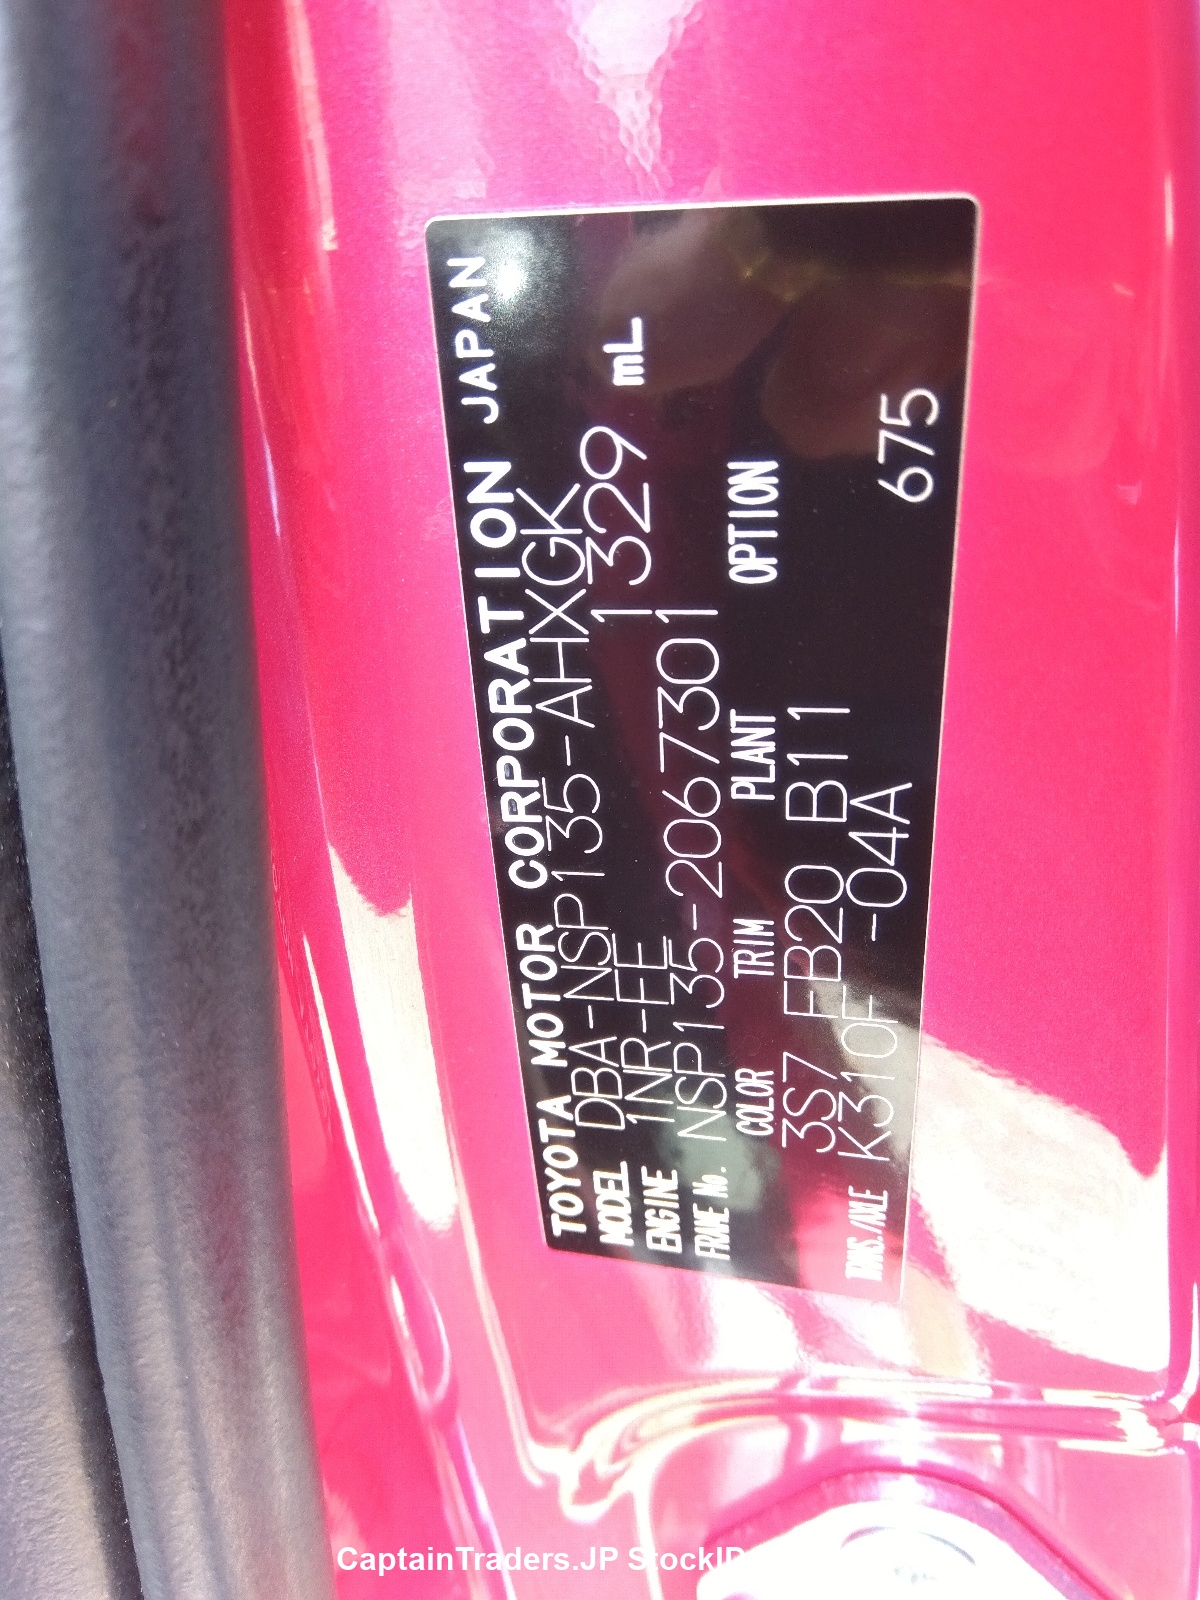 TOYOTA MOTOR CORPORATION JAPAN
MODEL DBA-NSP135-AHXGK
ENGINE 1NR-FE 1329 mL
FRAME No. NSP135-2067301
COLOR TRIM PLANT OPTION
3S7 FB20 B11
TRANS./AXLE K310F -04A 675
CaptainTraders.JP StockID